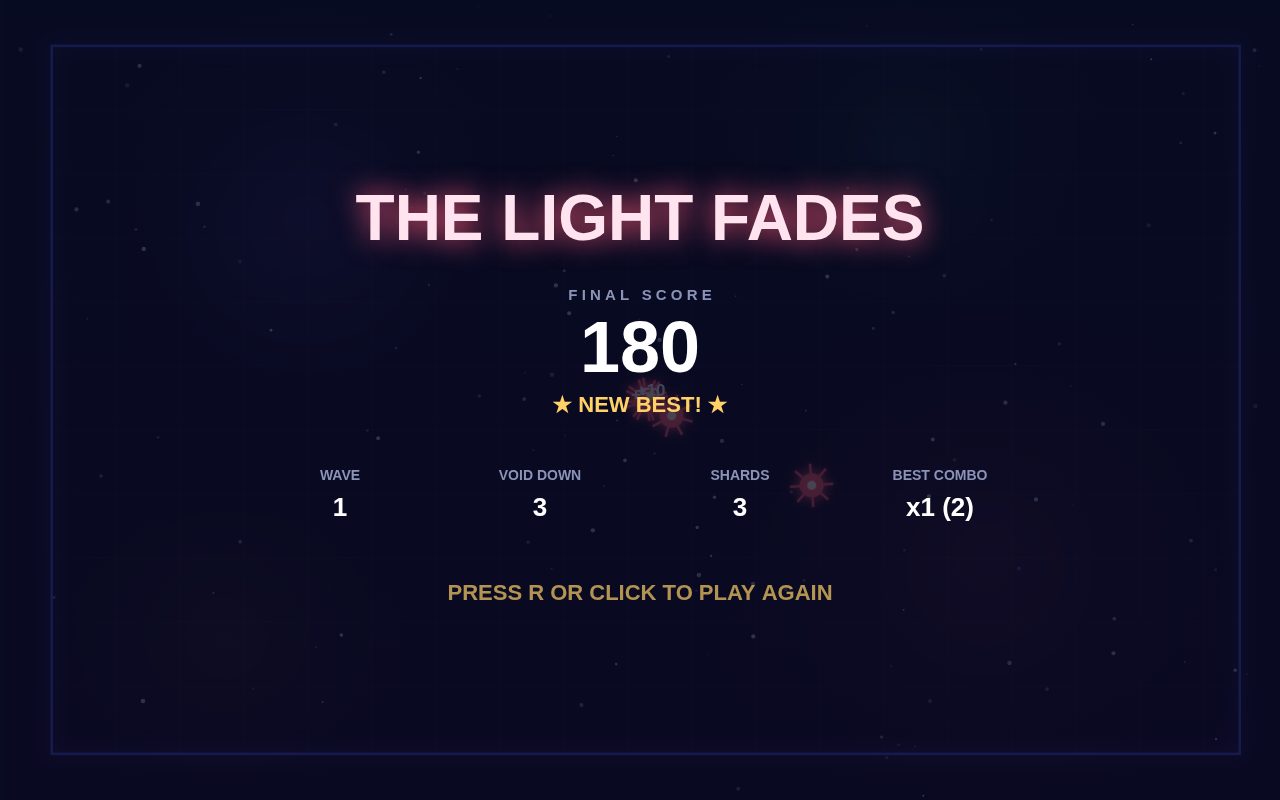 THE LIGHT FADES
FINAL SCORE
180
★ NEW BEST! ★
WAVE VOID DOWN SHARDS BEST COMBO
1 3 3 x1 (2)
PRESS R OR CLICK TO PLAY AGAIN